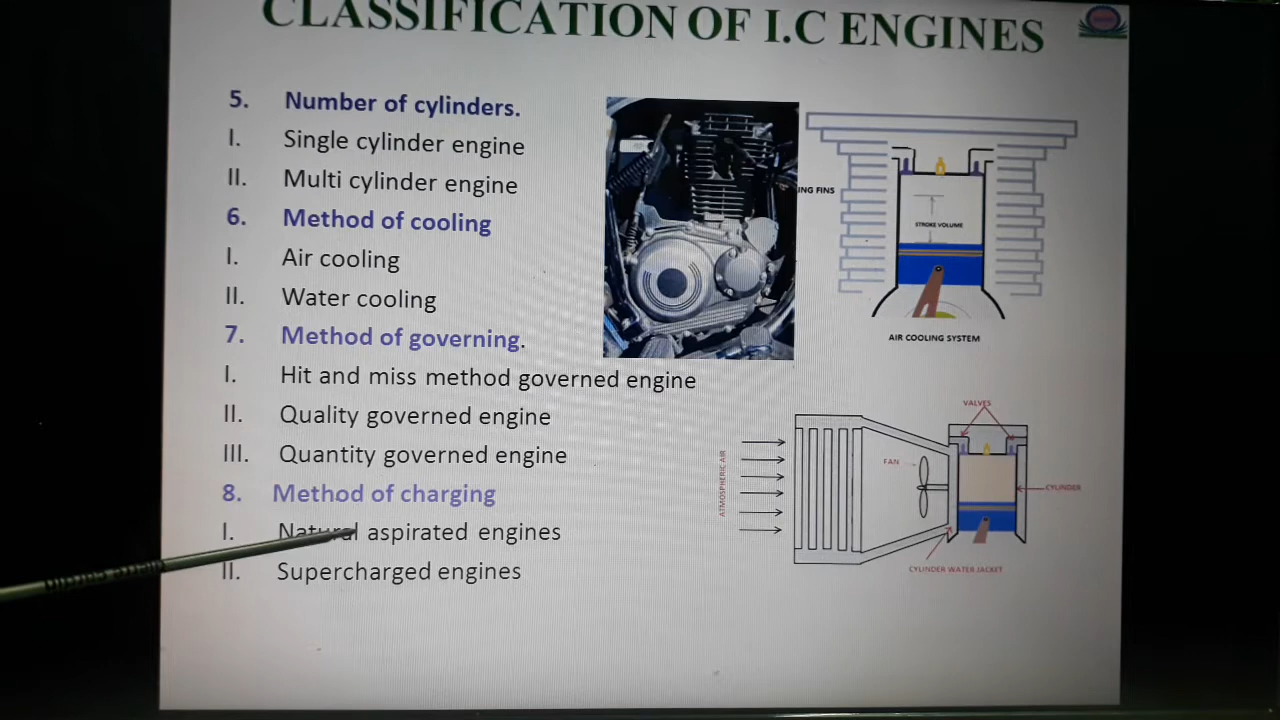 CLASSIFICATION OF I.C ENGINES
5. Number of cylinders.
I. Single cylinder engine
II. Multi cylinder engine
6. Method of cooling
I. Air cooling
II. Water cooling
7. Method of governing.
I. Hit and miss method governed engine
II. Quality governed engine
III. Quantity governed engine
8. Method of charging
I. Natural aspirated engines
II. Supercharged engines
ING FINS
STROKE VOLUME
AIR COOLING SYSTEM
VALVES
ATMOSPHERIC AIR
FAN
CYLINDER
CYLINDER WATER JACKET